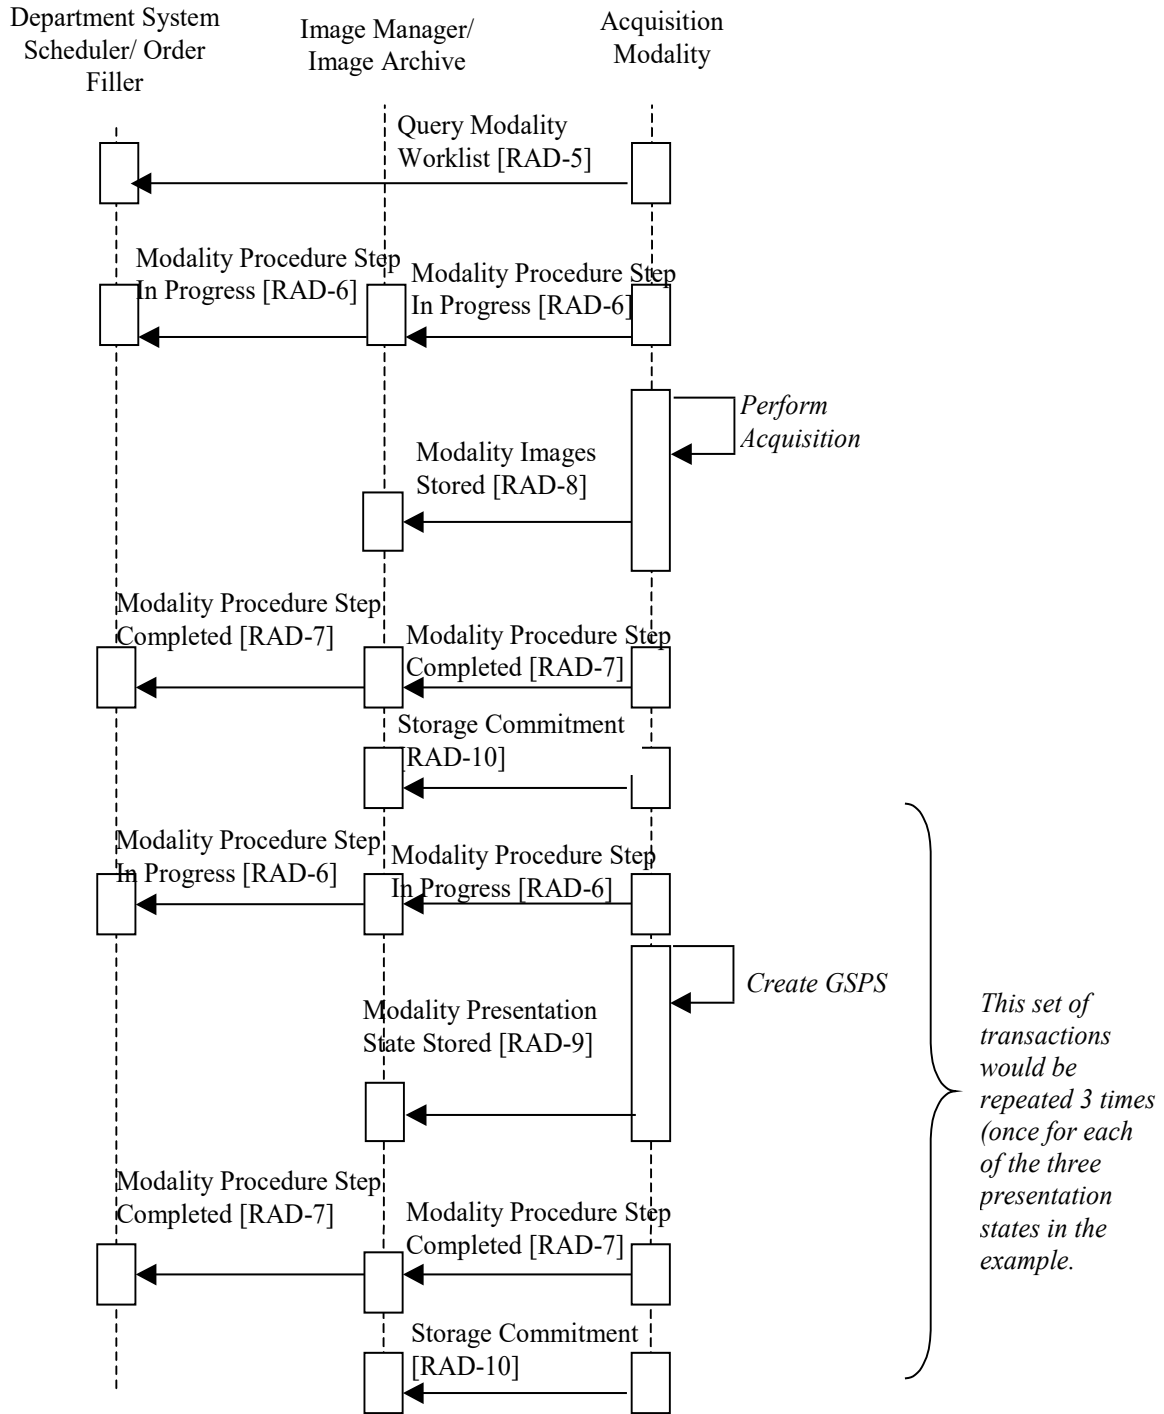 Department System
Scheduler/ Order
Filler
Image Manager/
Image Archive
Acquisition
Modality
Query Modality
Worklist [RAD-5]
Modality Procedure Step
In Progress [RAD-6]
Modality Procedure Step
In Progress [RAD-6]
Perform
Acquisition
Modality Images
Stored [RAD-8]
Modality Procedure Step
Completed [RAD-7]
Modality Procedure Step
Completed [RAD-7]
Storage Commitment
[RAD-10]
Modality Procedure Step
In Progress [RAD-6]
Modality Procedure Step
In Progress [RAD-6]
Create GSPS
Modality Presentation
State Stored [RAD-9]
This set of
transactions
would be
repeated 3 times
(once for each
of the three
presentation
states in the
example.
Modality Procedure Step
Completed [RAD-7]
Modality Procedure Step
Completed [RAD-7]
Storage Commitment
[RAD-10]